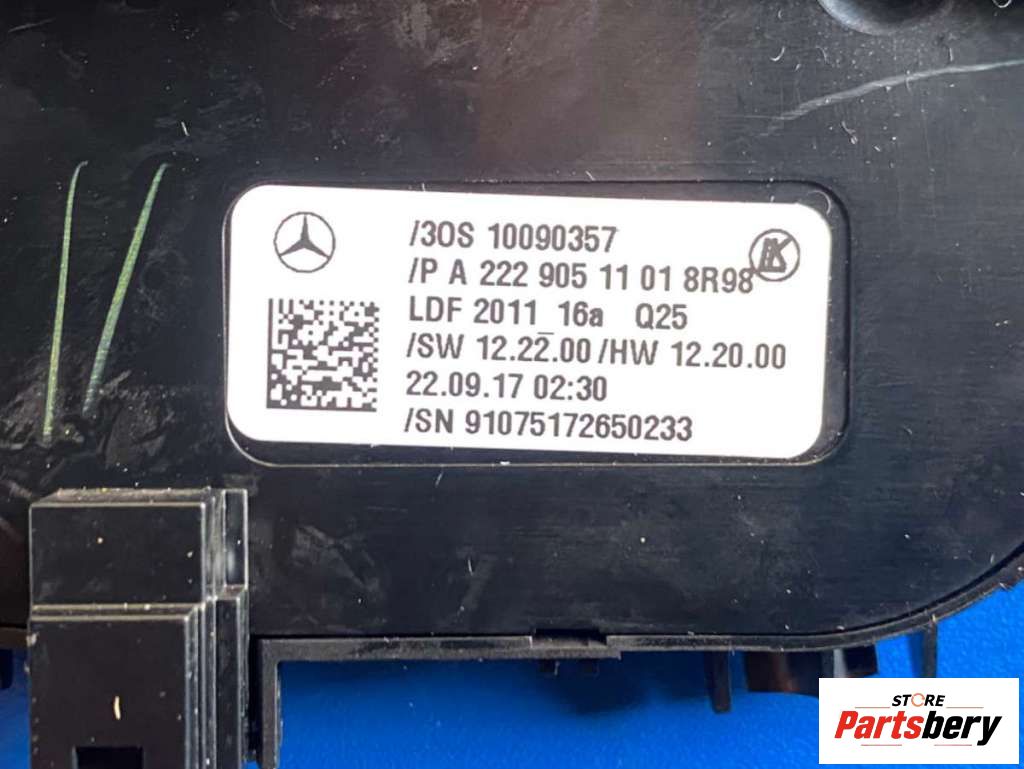 /3OS 10090357
/P A 222 905 11 01 8R98
LDF 2011_16a Q25
/SW 12.22.00 /HW 12.20.00
22.09.17 02:30
/SN 91075172650233
STORE
Partsbery